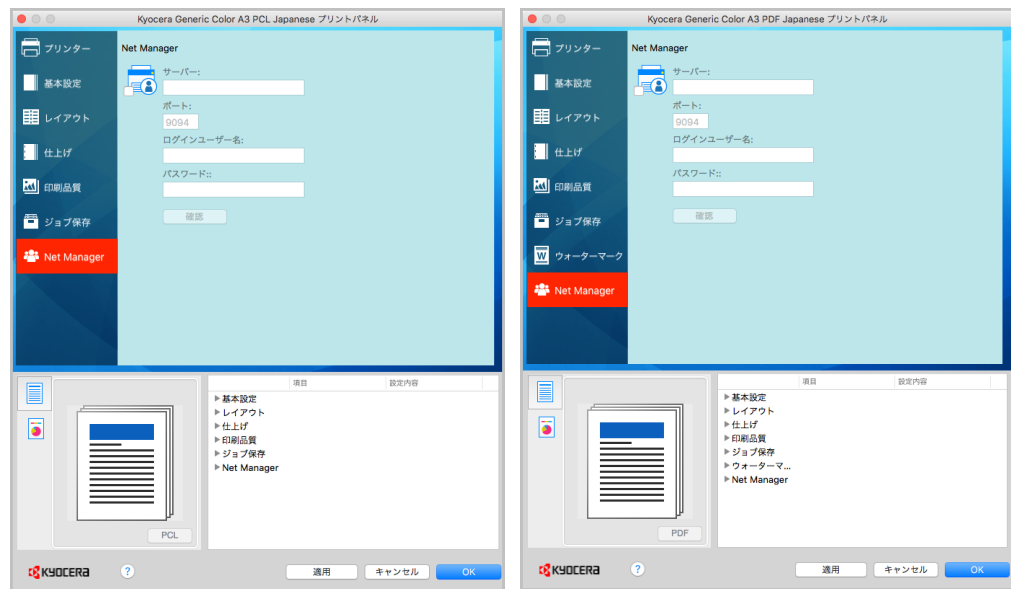 Kyocera Generic Color A3 PCL Japanese プリントパネル
プリンター
基本設定
レイアウト
仕上げ
印刷品質
ジョブ保存
Net Manager
Net Manager
サーバー:
ポート:
9094
ログインユーザー名:
パスワード::
確認
項目 設定内容
基本設定
レイアウト
仕上げ
印刷品質
ジョブ保存
Net Manager
PCL
KYOCERA
?
適用 キャンセル OK
Kyocera Generic Color A3 PDF Japanese プリントパネル
プリンター
基本設定
レイアウト
仕上げ
印刷品質
ジョブ保存
W ウォーターマーク
Net Manager
Net Manager
サーバー:
ポート:
9094
ログインユーザー名:
パスワード::
確認
項目 設定内容
基本設定
レイアウト
仕上げ
印刷品質
ジョブ保存
ウォーターマ...
Net Manager
PDF
KYOCERA
?
適用 キャンセル OK